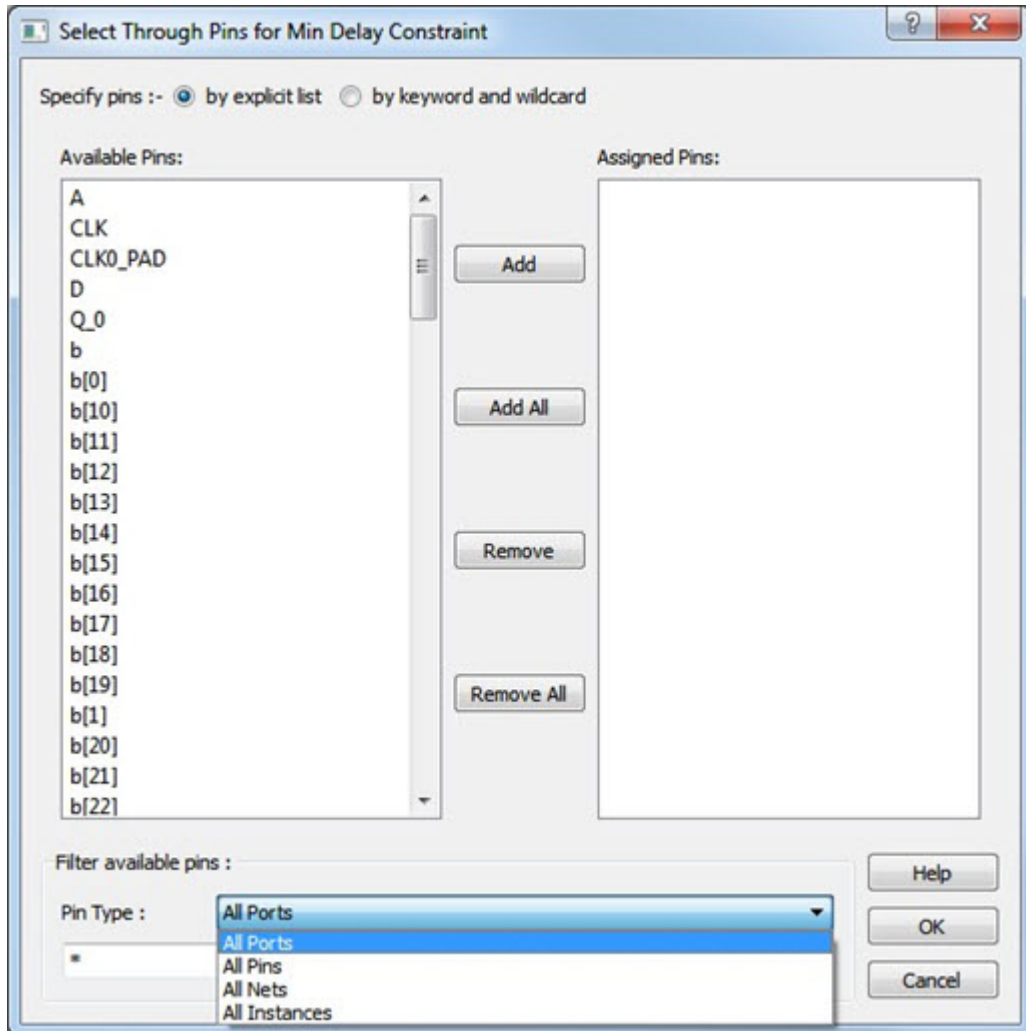 Select Through Pins for Min Delay Constraint
?
Specify pins :- by explicit list by keyword and wildcard
Available Pins:
A
CLK
CLK0_PAD
D
Q_0
b
b[0]
b[10]
b[11]
b[12]
b[13]
b[14]
b[15]
b[16]
b[17]
b[18]
b[19]
b[1]
b[20]
b[21]
b[22]
Add
Add All
Remove
Remove All
Assigned Pins:
Filter available pins :
Pin Type :
All Ports
*
All Ports
All Pins
All Nets
All Instances
Help
OK
Cancel